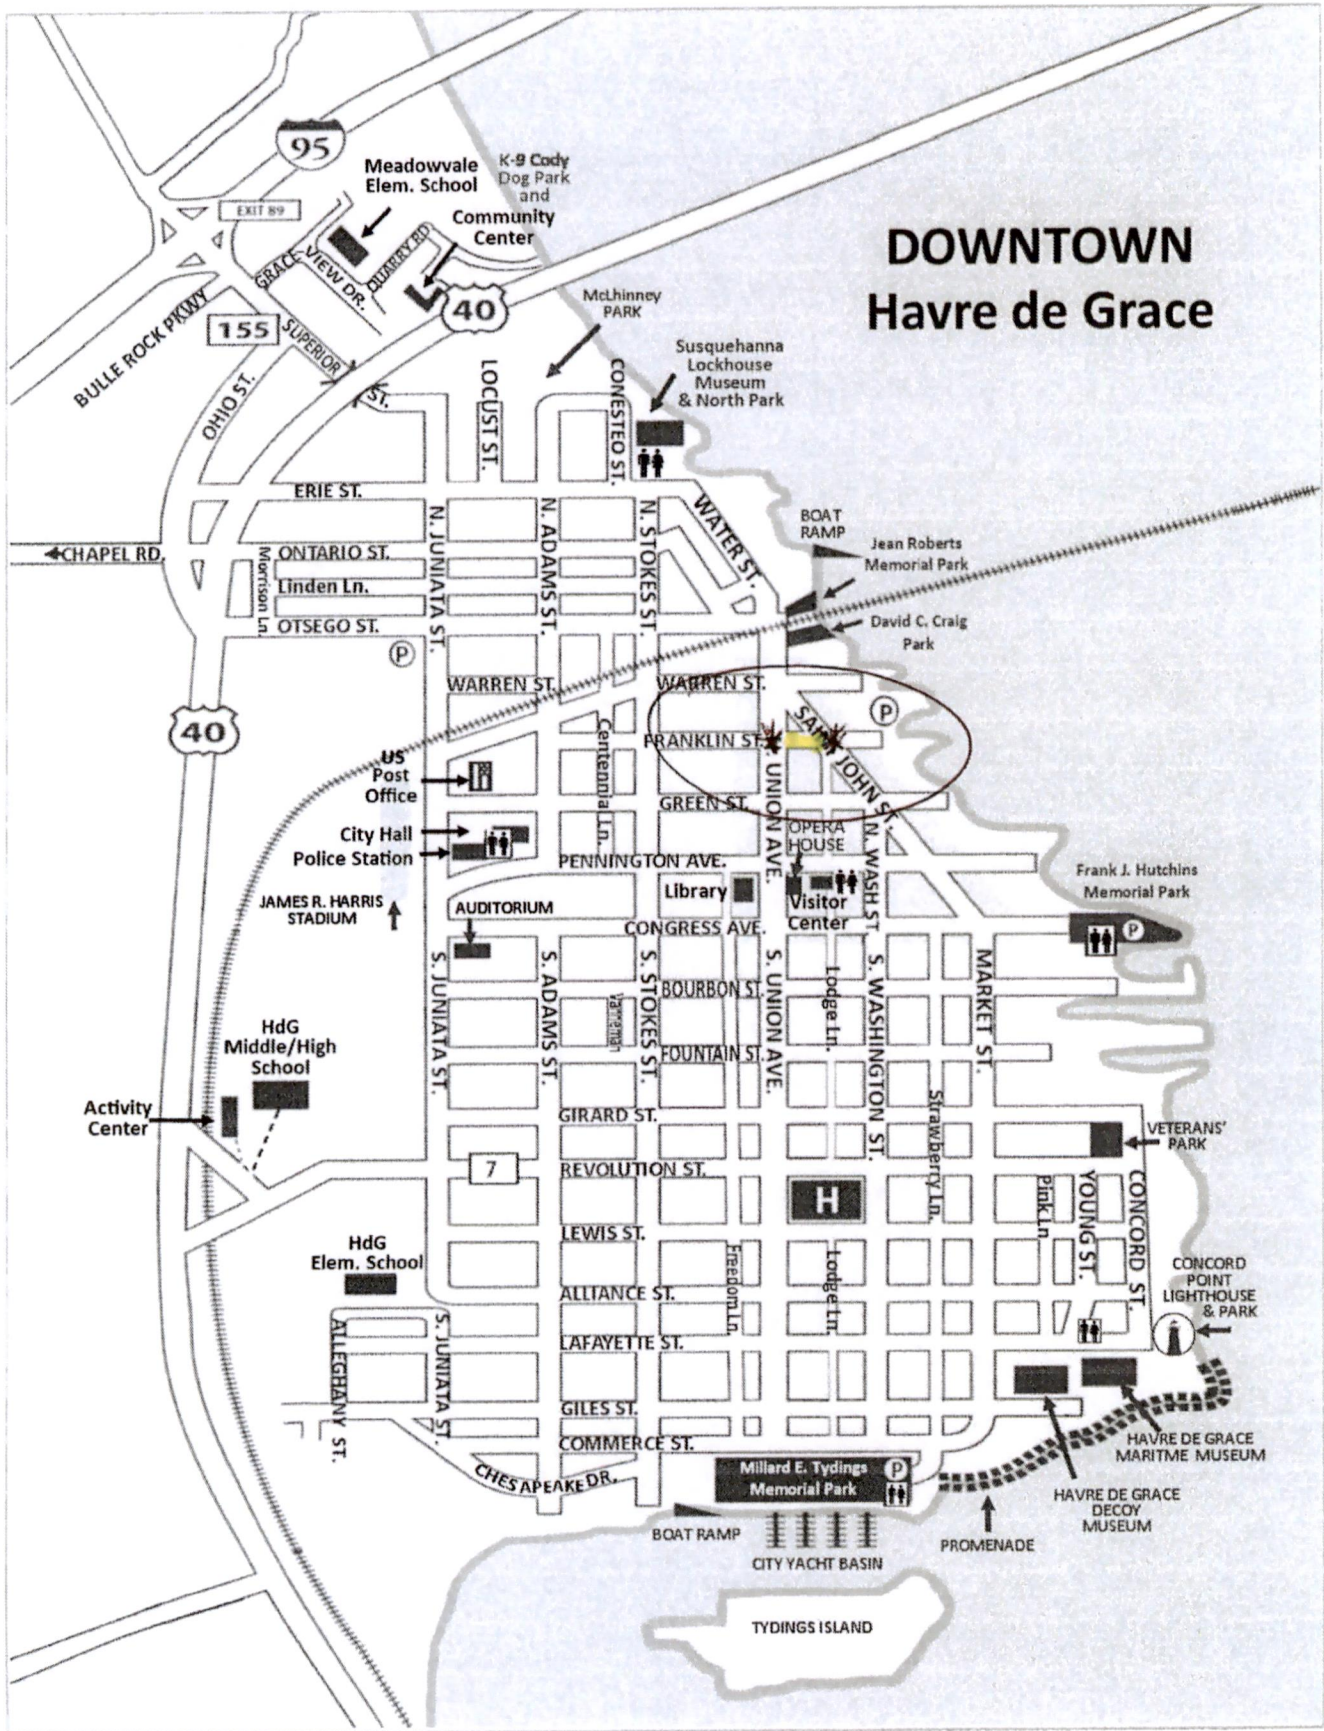 DOWNTOWN
Havre de Grace
95
EXIT 89
Meadowvale
Elem. School
K-9 Cody
Dog Park
and
Community
Center
GRACE VIEW DR.
QUARRY RD
40
155
BULLE ROCK PKWY
SUPERIOR
ST.
OHIO ST.
McLhinney
PARK
Susquehanna
Lockhouse
Museum
& North Park
LOCUST ST.
CONESTEO ST.
ERIE ST.
N. JUNIATA ST.
N. ADAMS ST.
N. STOKES ST.
WATER ST.
BOAT
RAMP
Jean Roberts
Memorial Park
CHAPEL RD.
Morrison Ln.
ONTARIO ST.
Linden Ln.
OTSEGO ST.
P
David C. Craig
Park
WARREN ST.
WARREN ST.
SAINT JOHN ST.
P
40
Centennial Ln.
FRANKLIN ST.
UNION AVE.
US
Post
Office
GREEN ST.
City Hall
Police Station
OPERA
HOUSE
N. WASH ST
PENNINGTON AVE.
Library
Visitor
Center
Frank J. Hutchins
Memorial Park
P
JAMES R. HARRIS
STADIUM
AUDITORIUM
CONGRESS AVE.
S. JUNIATA ST.
S. ADAMS ST.
S. STOKES ST.
S. UNION AVE.
Lodge Ln.
S. WASHINGTON ST.
MARKET ST.
BOURBON ST.
Vanneman
FOUNTAIN ST.
HdG
Middle/High
School
Activity
Center
GIRARD ST.
Strawberry Ln.
VETERANS'
PARK
7
REVOLUTION ST.
H
Pink Ln
YOUNG ST.
CONCORD ST.
LEWIS ST.
HdG
Elem. School
Freedom Ln.
Lodge Ln.
CONCORD
POINT
LIGHTHOUSE
& PARK
ALLIANCE ST.
ALLEGHANY ST.
S. JUNIATA ST.
LAFAYETTE ST.
GILES ST.
COMMERCE ST.
CHESAPEAKE DR.
Millard E. Tydings
Memorial Park
P
HAVRE DE GRACE
MARITME MUSEUM
HAVRE DE GRACE
DECOY
MUSEUM
BOAT RAMP
CITY YACHT BASIN
PROMENADE
TYDINGS ISLAND